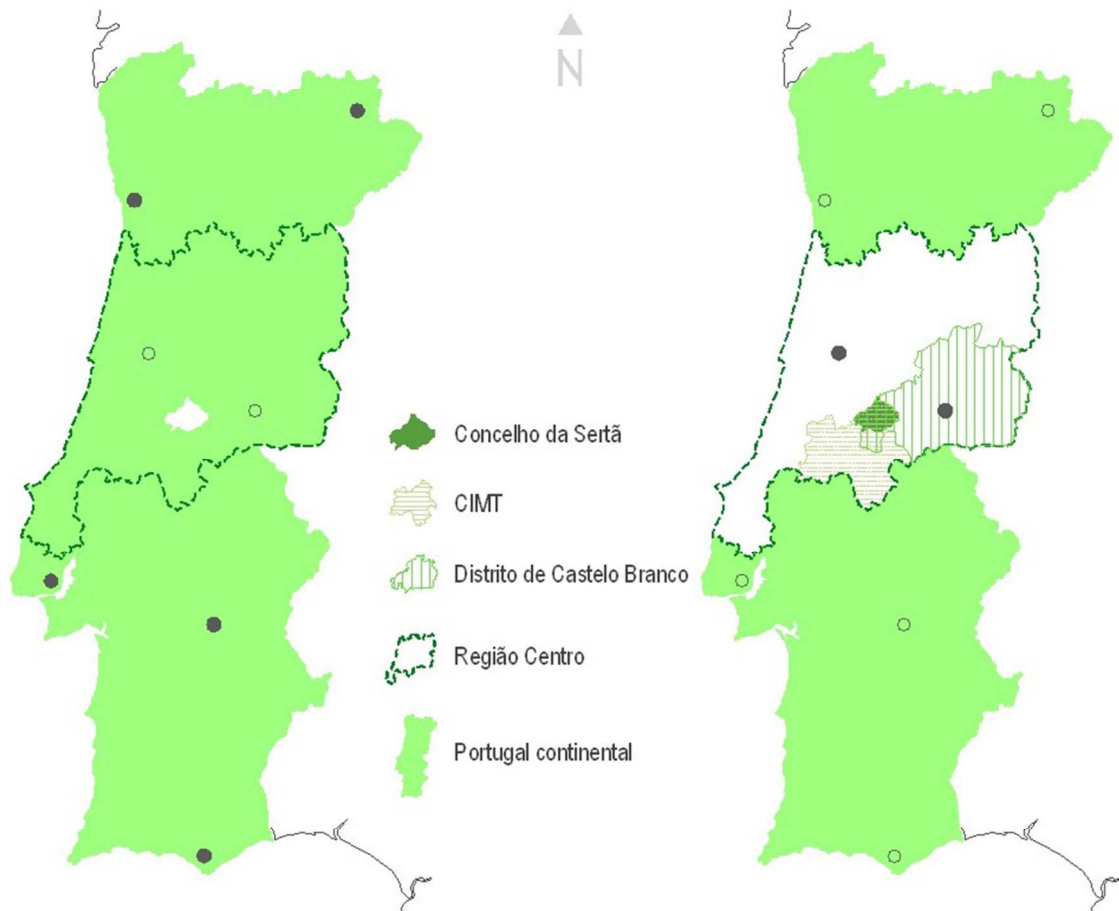 N
Concelho da Sertã
CIMT
Distrito de Castelo Branco
Região Centro
Portugal continental